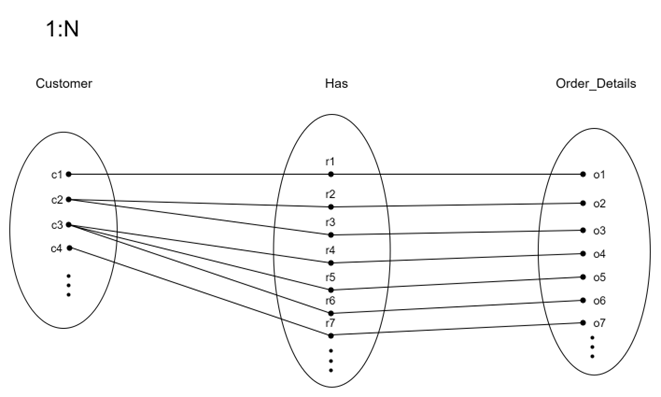 1:N
Customer Has Order_Details
c1 r1 o1
c2 r2 o2
c3 r3 o3
c4 r4 o4
r5 o5
r6 o6
r7 o7